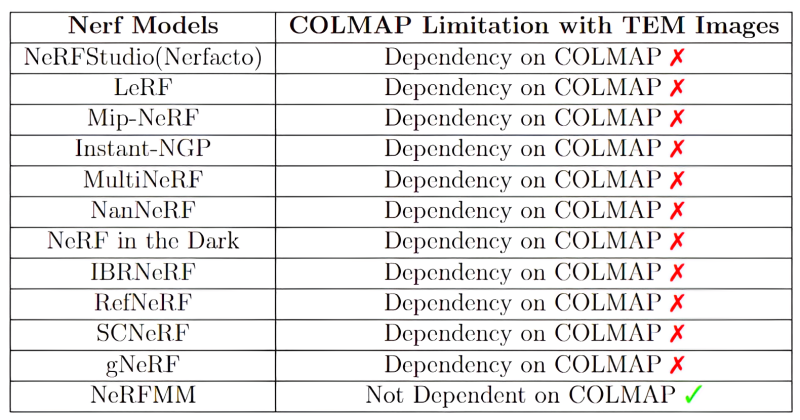 Nerf Models COLMAP Limitation with TEM Images
NeRFStudio(Nerfacto) Dependency on COLMAP ✗
LeRF Dependency on COLMAP ✗
Mip-NeRF Dependency on COLMAP ✗
Instant-NGP Dependency on COLMAP ✗
MultiNeRF Dependency on COLMAP ✗
NanNeRF Dependency on COLMAP ✗
NeRF in the Dark Dependency on COLMAP ✗
IBRNeRF Dependency on COLMAP ✗
RefNeRF Dependency on COLMAP ✗
SCNeRF Dependency on COLMAP ✗
gNeRF Dependency on COLMAP ✗
NeRFMM Not Dependent on COLMAP ✓